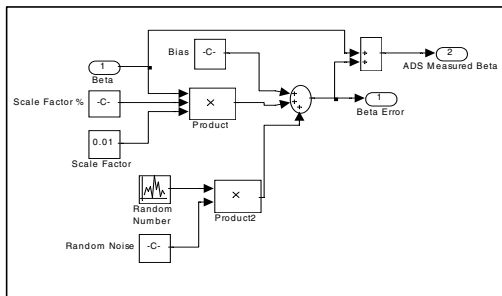 1
Beta
Bias
-C-
2
ADS Measured Beta
Scale Factor %
-C-
×
Product
1
Beta Error
0.01
Scale Factor
Random
Number
×
Product2
Random Noise
-C-